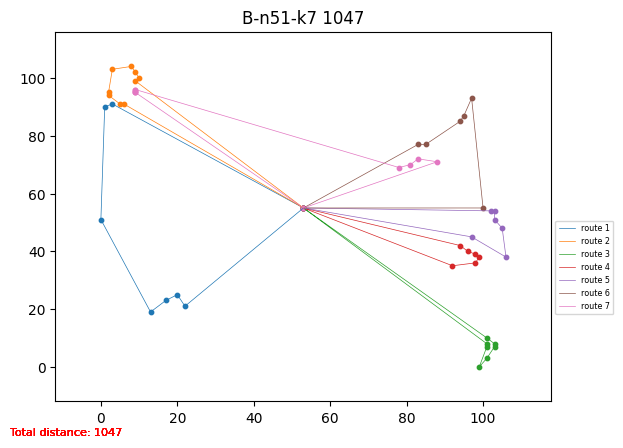 B-n51-k7 1047
100
80
60
40
20
0
0 20 40 60 80 100
route 1
route 2
route 3
route 4
route 5
route 6
route 7
Total distance: 1047